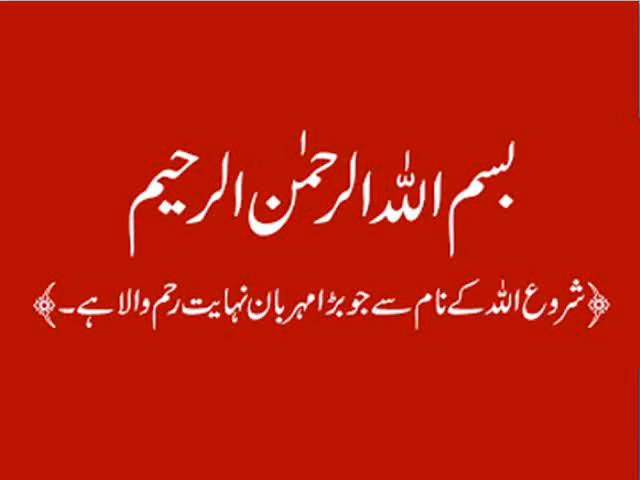 بسم اللہ الرحمٰن الرحیم
﴿شروع اللہ کے نام سے جو بڑا مہربان نہایت رحم والا ہے۔﴾